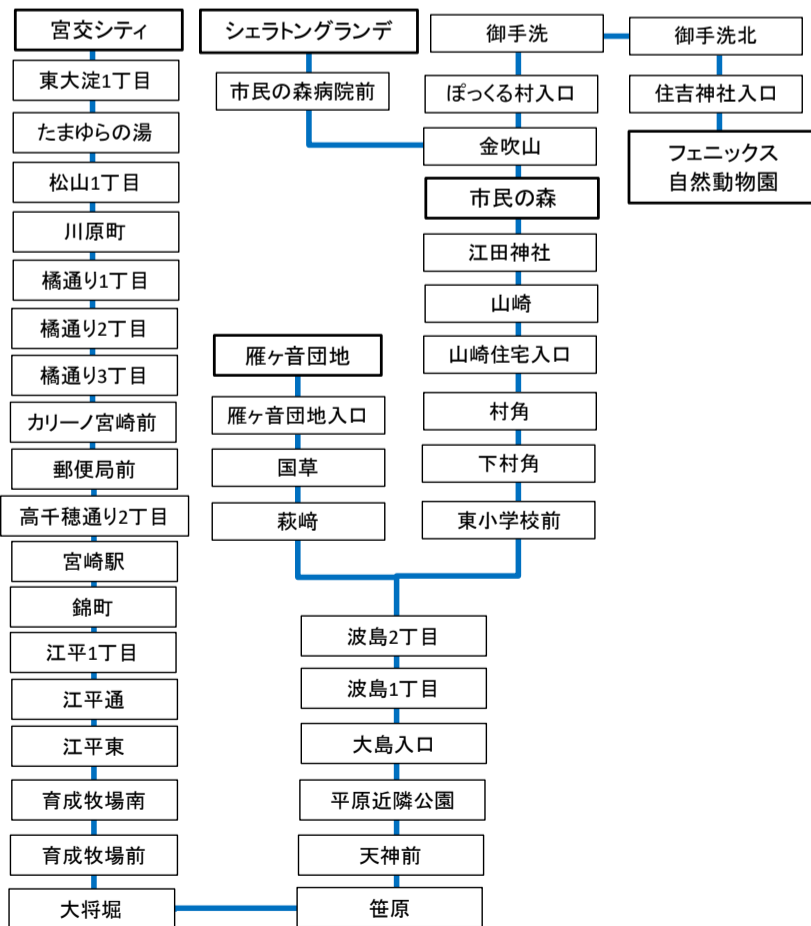 宮交シティ
東大淀1丁目
たまゆらの湯
松山1丁目
川原町
橘通り1丁目
橘通り2丁目
橘通り3丁目
カリーノ宮崎前
郵便局前
高千穂通り2丁目
宮崎駅
錦町
江平1丁目
江平通
江平東
育成牧場南
育成牧場前
大将堀
シェラトングランデ
市民の森病院前
雁ヶ音団地
雁ヶ音団地入口
国草
萩﨑
波島2丁目
波島1丁目
大島入口
平原近隣公園
天神前
笹原
御手洗
ぽっくる村入口
金吹山
市民の森
江田神社
山崎
山崎住宅入口
村角
下村角
東小学校前
御手洗北
住吉神社入口
フェニックス
自然動物園